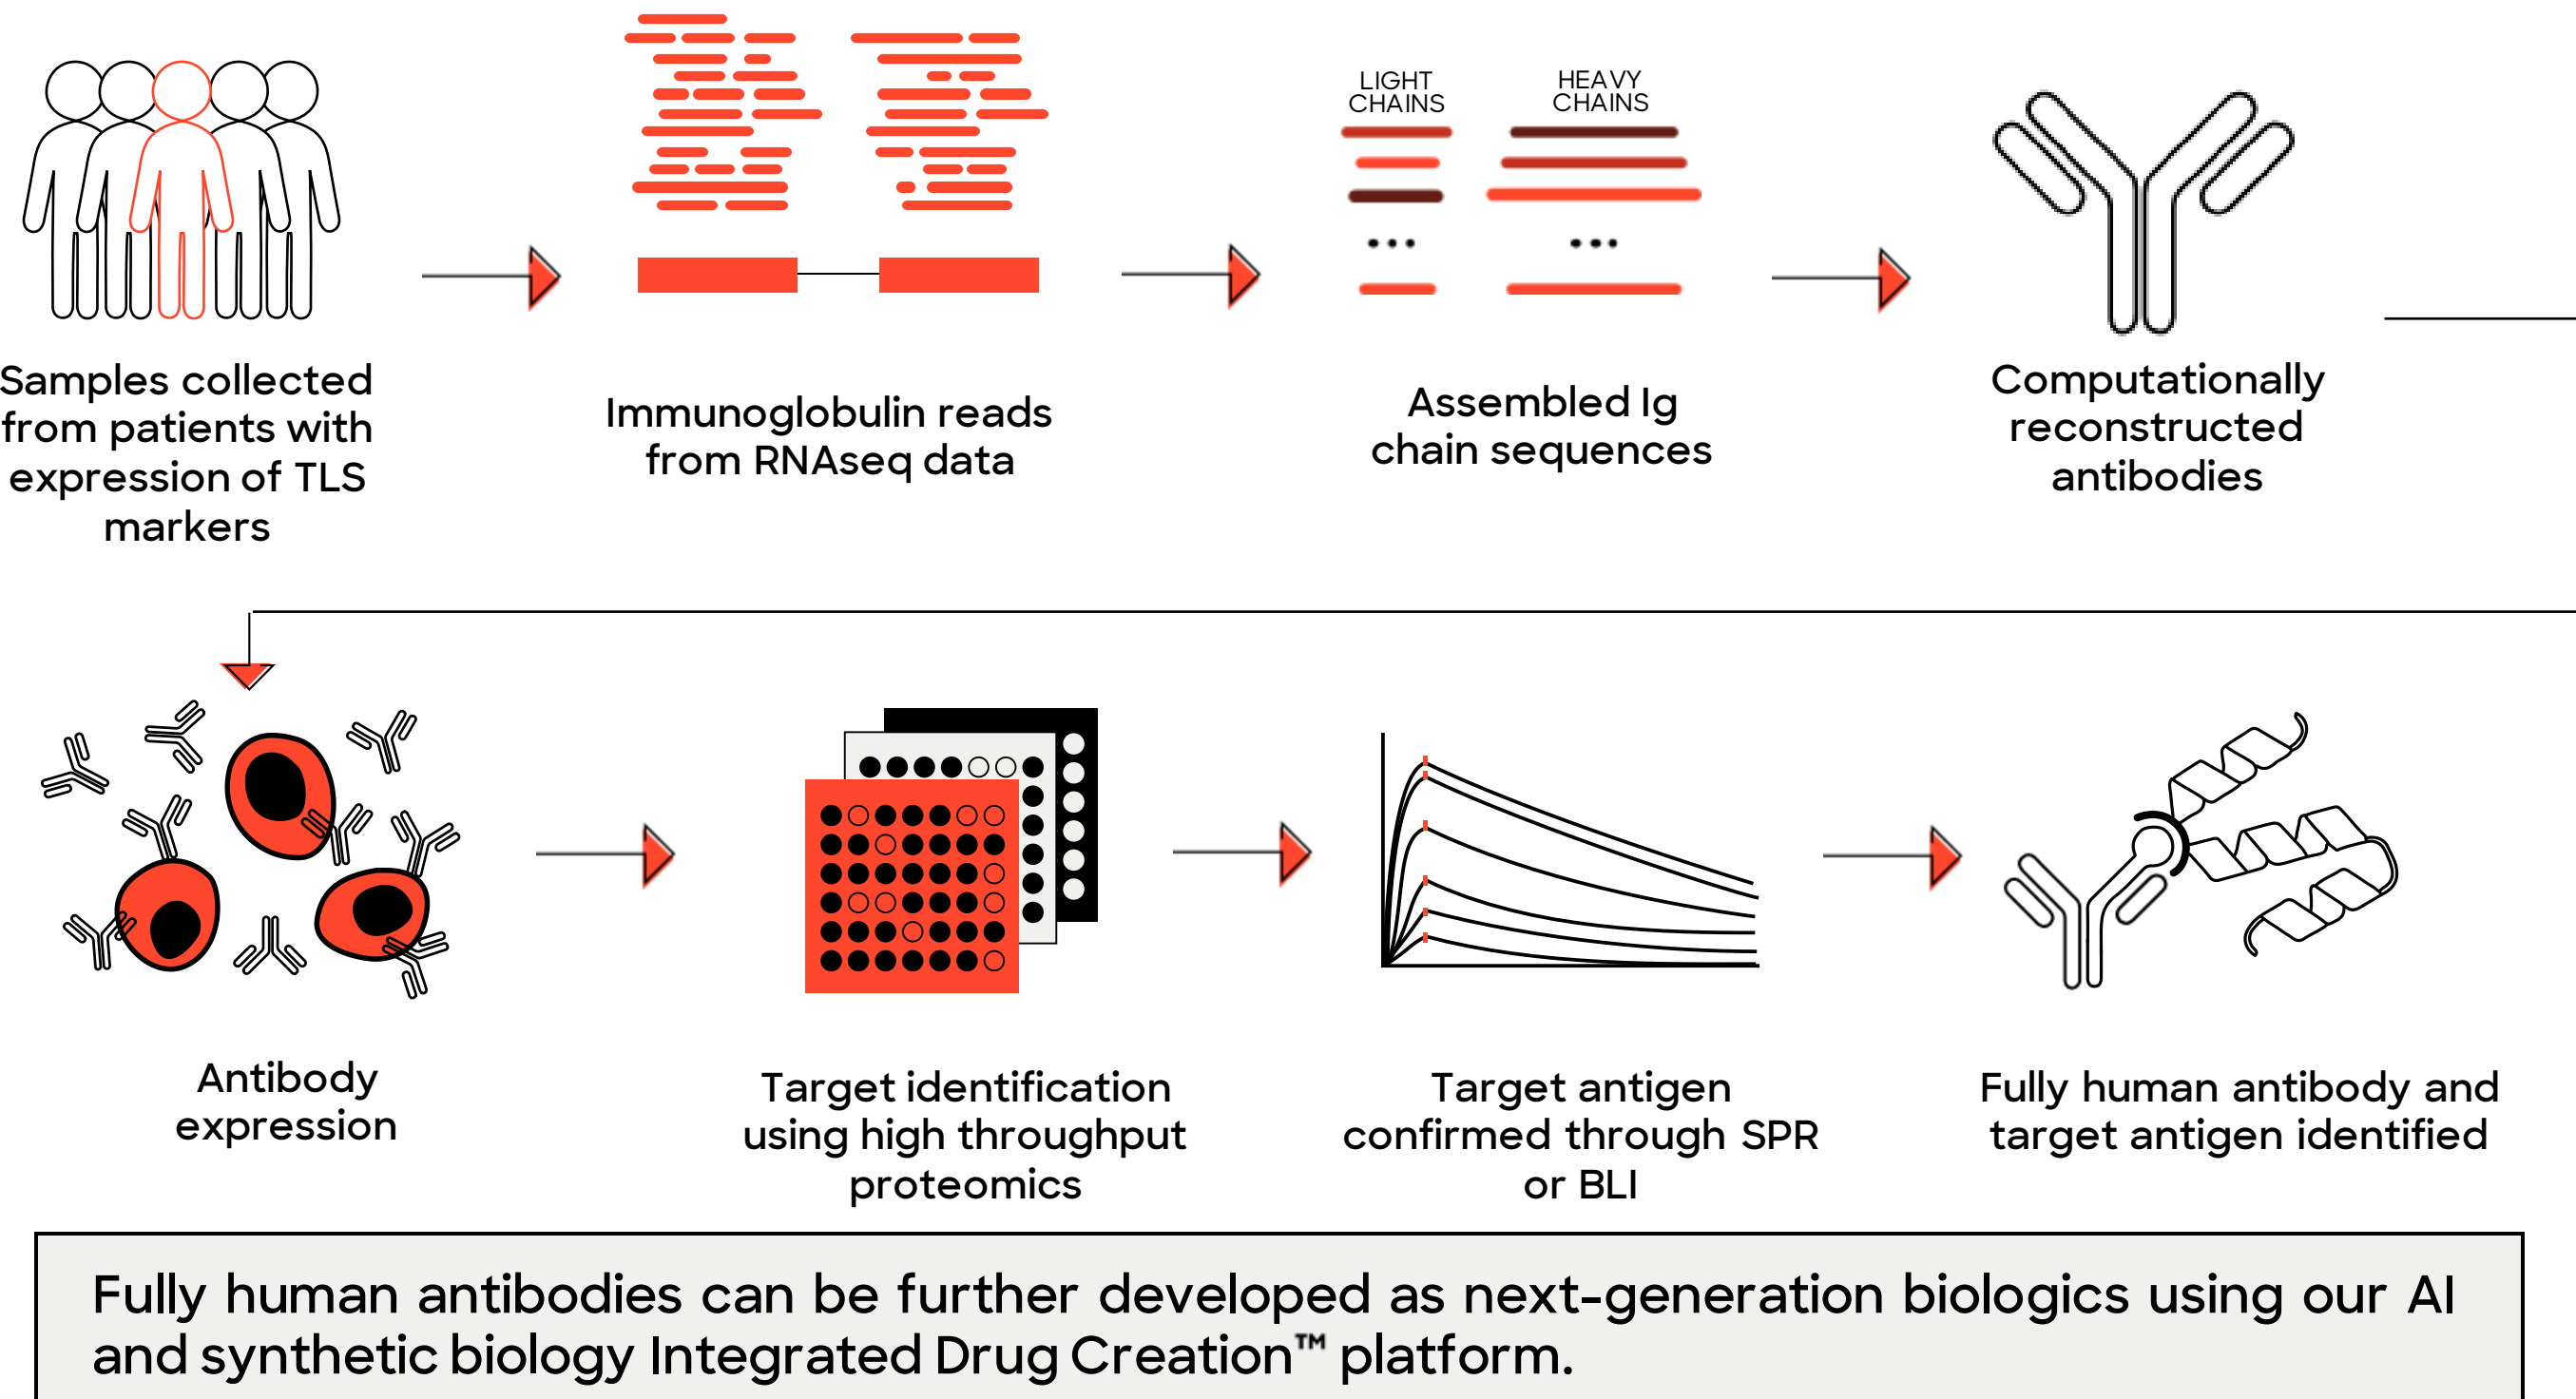 LIGHT
CHAINS
HEAVY
CHAINS
Samples collected
from patients with
expression of TLS
markers
Immunoglobulin reads
from RNAseq data
Assembled Ig
chain sequences
Computationally
reconstructed
antibodies
Antibody
expression
Target identification
using high throughput
proteomics
Target antigen
confirmed through SPR
or BLI
Fully human antibody and
target antigen identified
Fully human antibodies can be further developed as next-generation biologics using our AI
and synthetic biology Integrated Drug Creation™ platform.